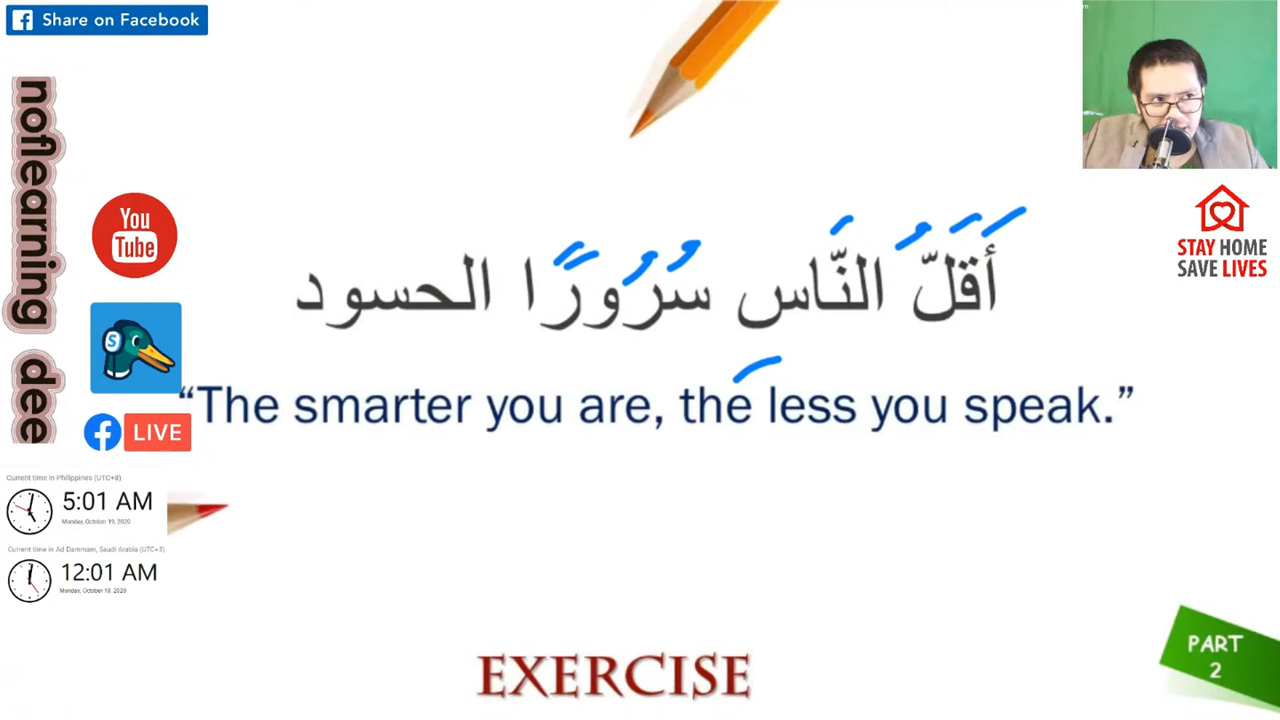 Share on Facebook
noflearning dee
You
Tube
STAY HOME
SAVE LIVES
أَقَلُّ النَّاسِ سُرُورًا الحسود
“The smarter you are, the less you speak.”
S
LIVE
Current time in Philippines (UTC+8)
5:01 AM
Monday, October 19, 2020
Current time in Ad Dammam, Saudi Arabia (UTC+3)
12:01 AM
Monday, October 19, 2020
PART
2
EXERCISE